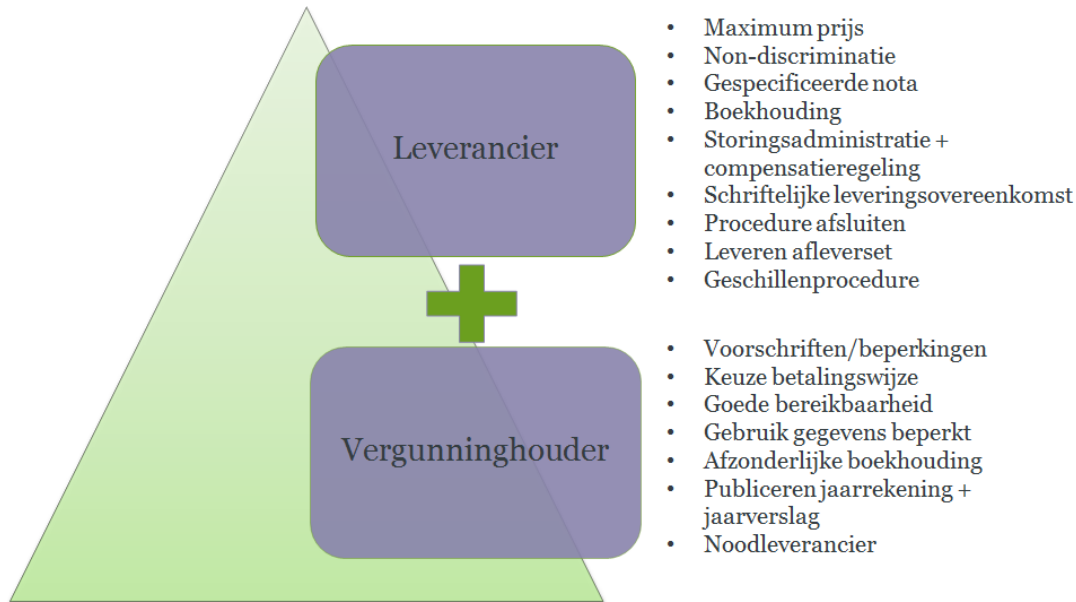 Leverancier
• Maximum prijs
• Non-discriminatie
• Gespecificeerde nota
• Boekhouding
• Storingsadministratie +
compensatieregeling
• Schriftelijke leveringsovereenkomst
• Procedure afsluiten
• Leveren afleverset
• Geschillenprocedure
Vergunninghouder
• Voorschriften/beperkingen
• Keuze betalingswijze
• Goede bereikbaarheid
• Gebruik gegevens beperkt
• Afzonderlijke boekhouding
• Publiceren jaarrekening +
jaarverslag
• Noodleverancier